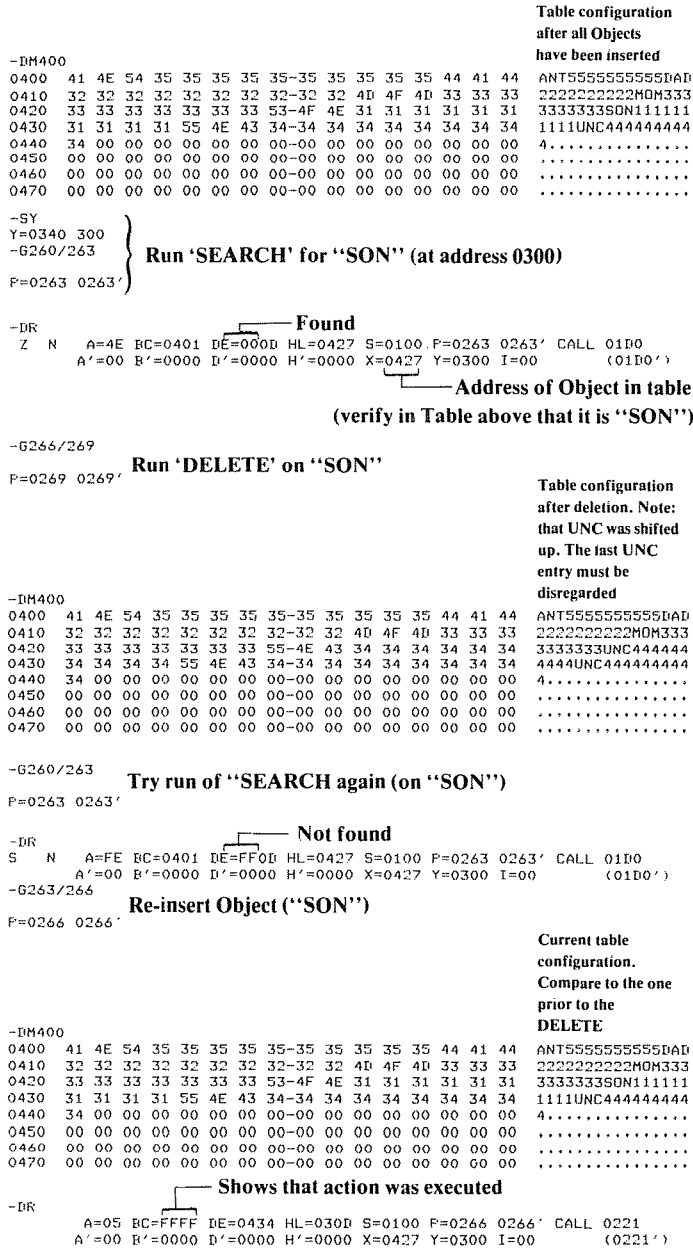 Table configuration
after all Objects
have been inserted
-DM400
0400 41 4E 54 35 35 35 35 35-35 35 35 35 35 44 41 44 ANT5555555555DAD
0410 32 32 32 32 32 32 32 32-32 32 4D 4F 4D 33 33 33 2222222222MOM333
0420 33 33 33 33 33 33 33 53-4F 4E 31 31 31 31 31 31 3333333SON111111
0430 31 31 31 31 55 4E 43 34-34 34 34 34 34 34 34 34 1111UNC444444444
0440 34 00 00 00 00 00 00 00-00 00 00 00 00 00 00 00 4...............
0450 00 00 00 00 00 00 00 00-00 00 00 00 00 00 00 00 ................
0460 00 00 00 00 00 00 00 00-00 00 00 00 00 00 00 00 ................
0470 00 00 00 00 00 00 00 00-00 00 00 00 00 00 00 00 ................
-SY
Y=0340 300
-G260/263
Run 'SEARCH' for "SON" (at address 0300)
P=0263 0263'
-DR
Found
Z N A=4E BC=0401 DE=000D HL=0427 S=0100 P=0263 0263' CALL 01D0
A'=00 B'=0000 D'=0000 H'=0000 X=0427 Y=0300 I=00 (01D0')
Address of Object in table
(verify in Table above that it is "SON")
-G266/269
Run 'DELETE' on "SON"
P=0269 0269'
Table configuration
after deletion. Note:
that UNC was shifted
up. The last UNC
entry must be
disregarded
-DM400
0400 41 4E 54 35 35 35 35 35-35 35 35 35 35 44 41 44 ANT5555555555DAD
0410 32 32 32 32 32 32 32 32-32 32 4D 4F 4D 33 33 33 2222222222MOM333
0420 33 33 33 33 33 33 33 55-4E 43 34 34 34 34 34 34 3333333UNC444444
0430 34 34 34 34 55 4E 43 34-34 34 34 34 34 34 34 34 4444UNC444444444
0440 34 00 00 00 00 00 00 00-00 00 00 00 00 00 00 00 4...............
0450 00 00 00 00 00 00 00 00-00 00 00 00 00 00 00 00 ................
0460 00 00 00 00 00 00 00 00-00 00 00 00 00 00 00 00 ................
0470 00 00 00 00 00 00 00 00-00 00 00 00 00 00 00 00 ................
-G260/263
Try run of "SEARCH again (on "SON")
P=0263 0263'
-DR
Not found
S N A=FE BC=0401 DE=FF0D HL=0427 S=0100 P=0263 0263' CALL 01D0
A'=00 B'=0000 D'=0000 H'=0000 X=0427 Y=0300 I=00 (01D0')
-G263/266
Re-insert Object ("SON")
P=0266 0266'
Current table
configuration.
Compare to the one
prior to the
DELETE
-DM400
0400 41 4E 54 35 35 35 35 35-35 35 35 35 35 44 41 44 ANT5555555555DAD
0410 32 32 32 32 32 32 32 32-32 32 4D 4F 4D 33 33 33 2222222222MOM333
0420 33 33 33 33 33 33 33 53-4F 4E 31 31 31 31 31 31 3333333SON111111
0430 31 31 31 31 55 4E 43 34-34 34 34 34 34 34 34 34 1111UNC444444444
0440 34 00 00 00 00 00 00 00-00 00 00 00 00 00 00 00 4...............
0450 00 00 00 00 00 00 00 00-00 00 00 00 00 00 00 00 ................
0460 00 00 00 00 00 00 00 00-00 00 00 00 00 00 00 00 ................
0470 00 00 00 00 00 00 00 00-00 00 00 00 00 00 00 00 ................
Shows that action was executed
-DR
A=05 BC=FFFF DE=0434 HL=030D S=0100 P=0266 0266' CALL 0221
A'=00 B'=0000 D'=0000 H'=0000 X=0427 Y=0300 I=00 (0221')